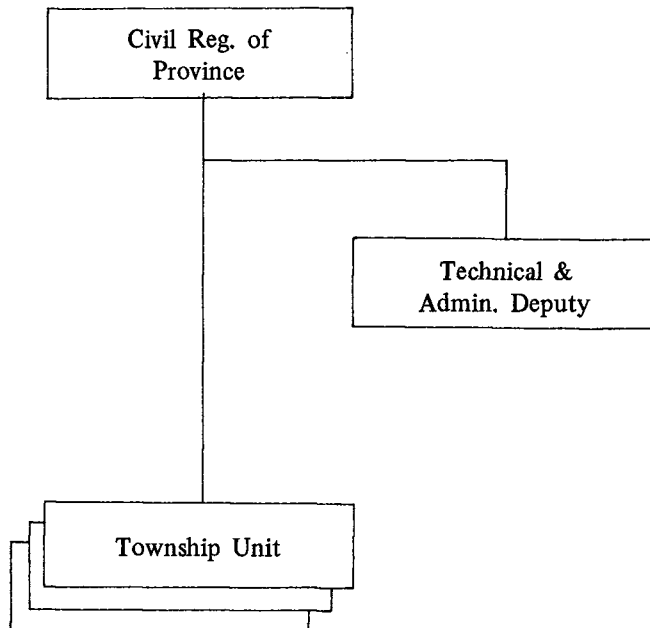 Civil Reg. of
Province
Technical &
Admin. Deputy
Township Unit